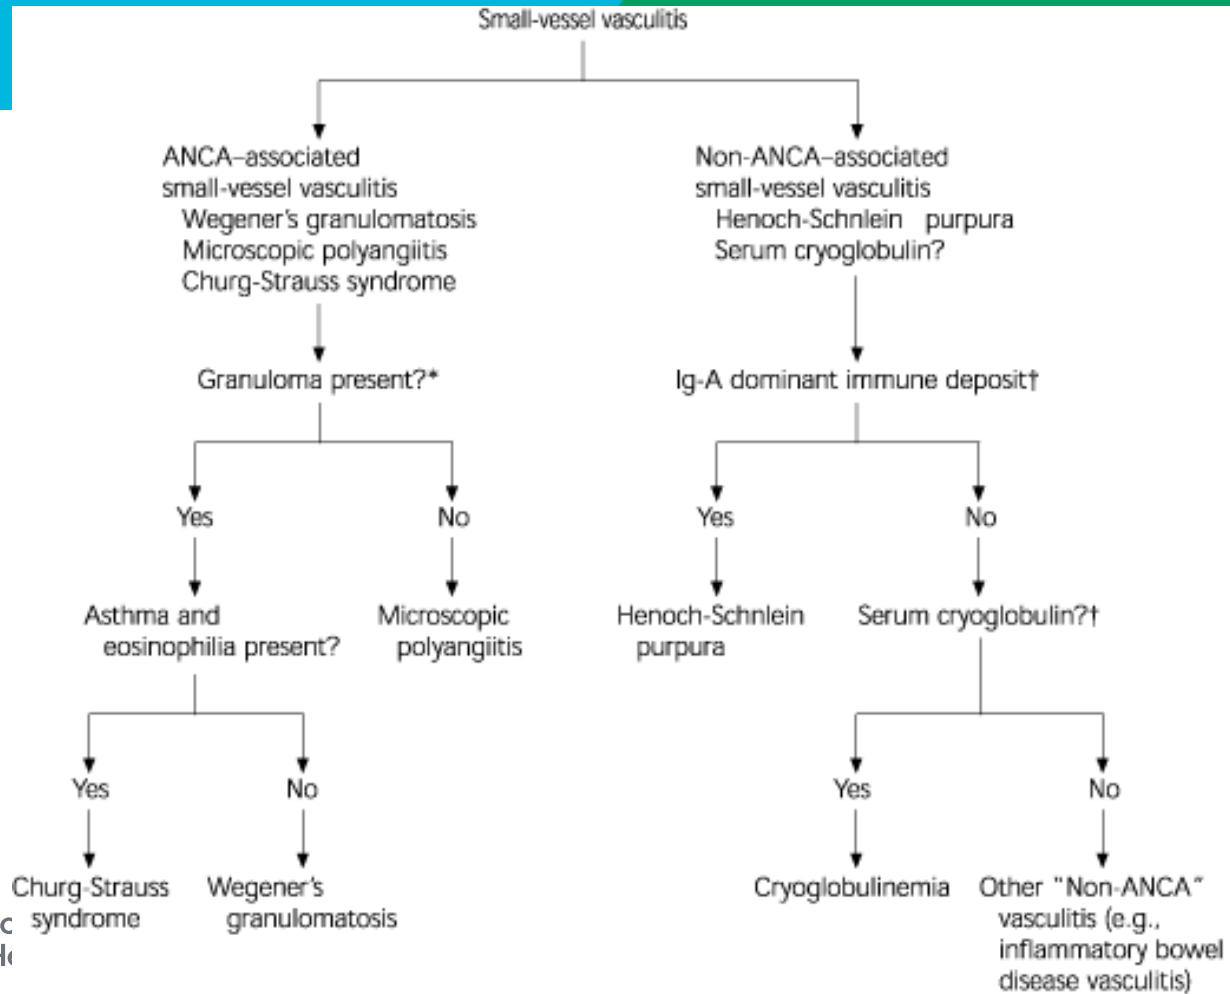 Small-vessel vasculitis
ANCA–associated
small-vessel vasculitis
Wegener's granulomatosis
Microscopic polyangiitis
Churg-Strauss syndrome
Non-ANCA–associated
small-vessel vasculitis
Henoch-Schnlein purpura
Serum cryoglobulin?
Granuloma present?*
Ig-A dominant immune deposit†
Yes
No
Yes
No
Asthma and
eosinophilia present?
Microscopic
polyangiitis
Henoch-Schnlein
purpura
Serum cryoglobulin?†
Yes
No
Yes
No
Churg-Strauss
syndrome
Wegener's
granulomatosis
Cryoglobulinemia
Other "Non-ANCA"
vasculitis (e.g.,
inflammatory bowel
disease vasculitis)